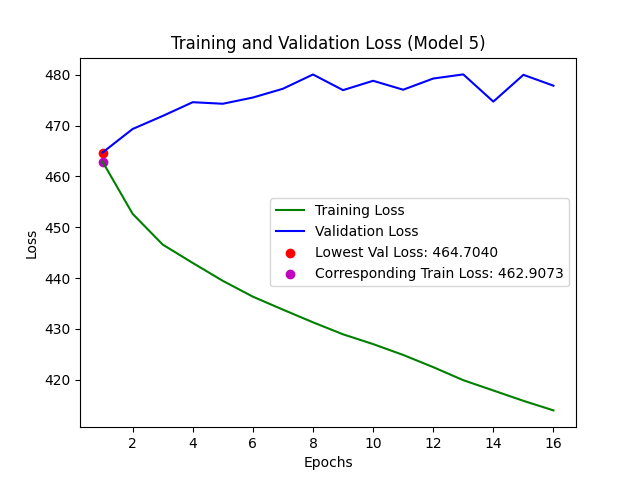 Training and Validation Loss (Model 5)
480
470
460
450
440
430
420
Loss
Training Loss
Validation Loss
Lowest Val Loss: 464.7040
Corresponding Train Loss: 462.9073
2 4 6 8 10 12 14 16
Epochs